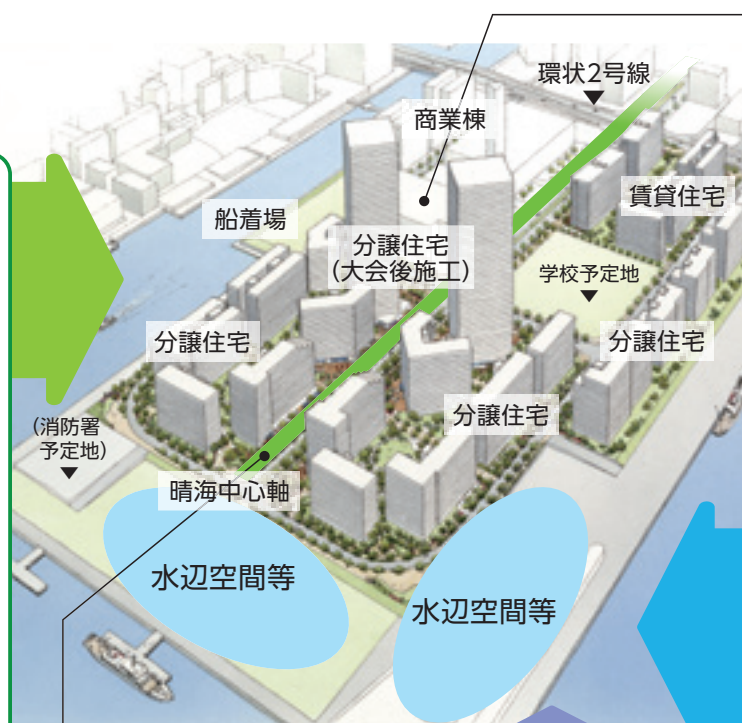 環状2号線
商業棟
賃貸住宅
船着場
分譲住宅
(大会後施工)
学校予定地
分譲住宅
分譲住宅
分譲住宅
(消防署
予定地)
晴海中心軸
水辺空間等
水辺空間等